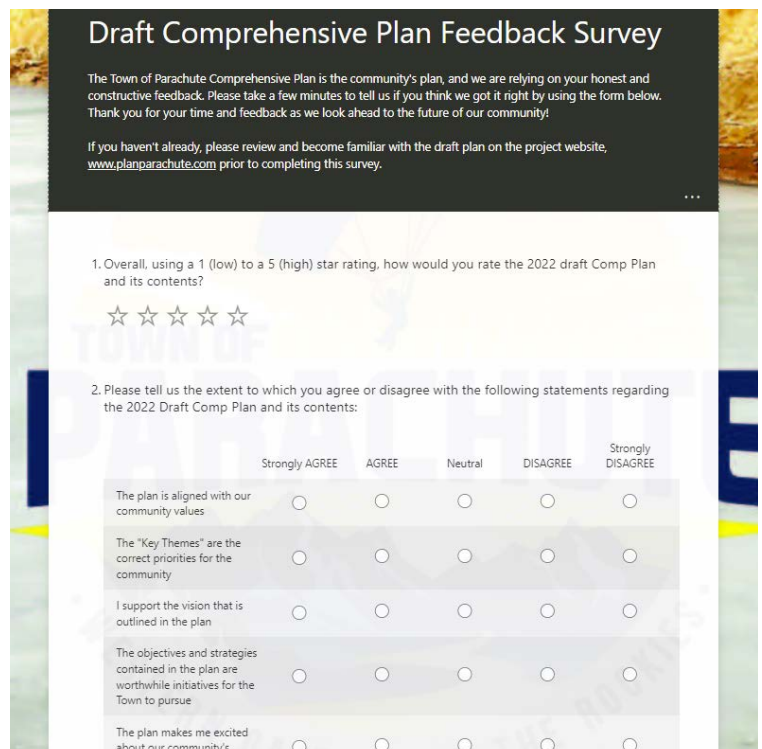 Draft Comprehensive Plan Feedback Survey
The Town of Parachute Comprehensive Plan is the community's plan, and we are relying on your honest and
constructive feedback. Please take a few minutes to tell us if you think we got it right by using the form below.
Thank you for your time and feedback as we look ahead to the future of our community!
If you haven't already, please review and become familiar with the draft plan on the project website,
www.planparachute.com prior to completing this survey.
...
1. Overall, using a 1 (low) to a 5 (high) star rating, how would you rate the 2022 draft Comp Plan
and its contents?
TOWN OF
PARACHUTE
2. Please tell us the extent to which you agree or disagree with the following statements regarding
the 2022 Draft Comp Plan and its contents:
Strongly AGREE AGREE Neutral DISAGREE Strongly DISAGREE
The plan is aligned with our
community values
The "Key Themes" are the
correct priorities for the
community
I support the vision that is
outlined in the plan
The objectives and strategies
contained in the plan are
worthwhile initiatives for the
Town to pursue
The plan makes me excited
about our community's